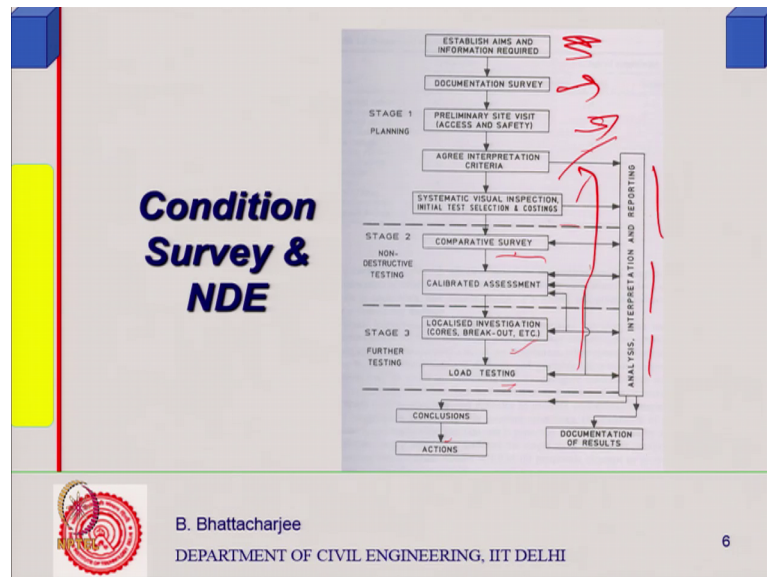 Condition
Survey &
NDE
ESTABLISH AIMS AND
INFORMATION REQUIRED
DOCUMENTATION SURVEY
STAGE 1
PLANNING
PRELIMINARY SITE VISIT
(ACCESS AND SAFETY)
AGREE INTERPRETATION
CRITERIA
SYSTEMATIC VISUAL INSPECTION,
INITIAL TEST SELECTION & COSTINGS
STAGE 2
NON-
DESTRUCTIVE
TESTING
COMPARATIVE SURVEY
CALIBRATED ASSESSMENT
STAGE 3
FURTHER
TESTING
LOCALISED INVESTIGATION
(CORES, BREAK-OUT, ETC.)
LOAD TESTING
ANALYSIS, INTERPRETATION AND REPORTING
CONCLUSIONS
ACTIONS
DOCUMENTATION
OF RESULTS
NPTEL
B. Bhattacharjee
DEPARTMENT OF CIVIL ENGINEERING, IIT DELHI
6